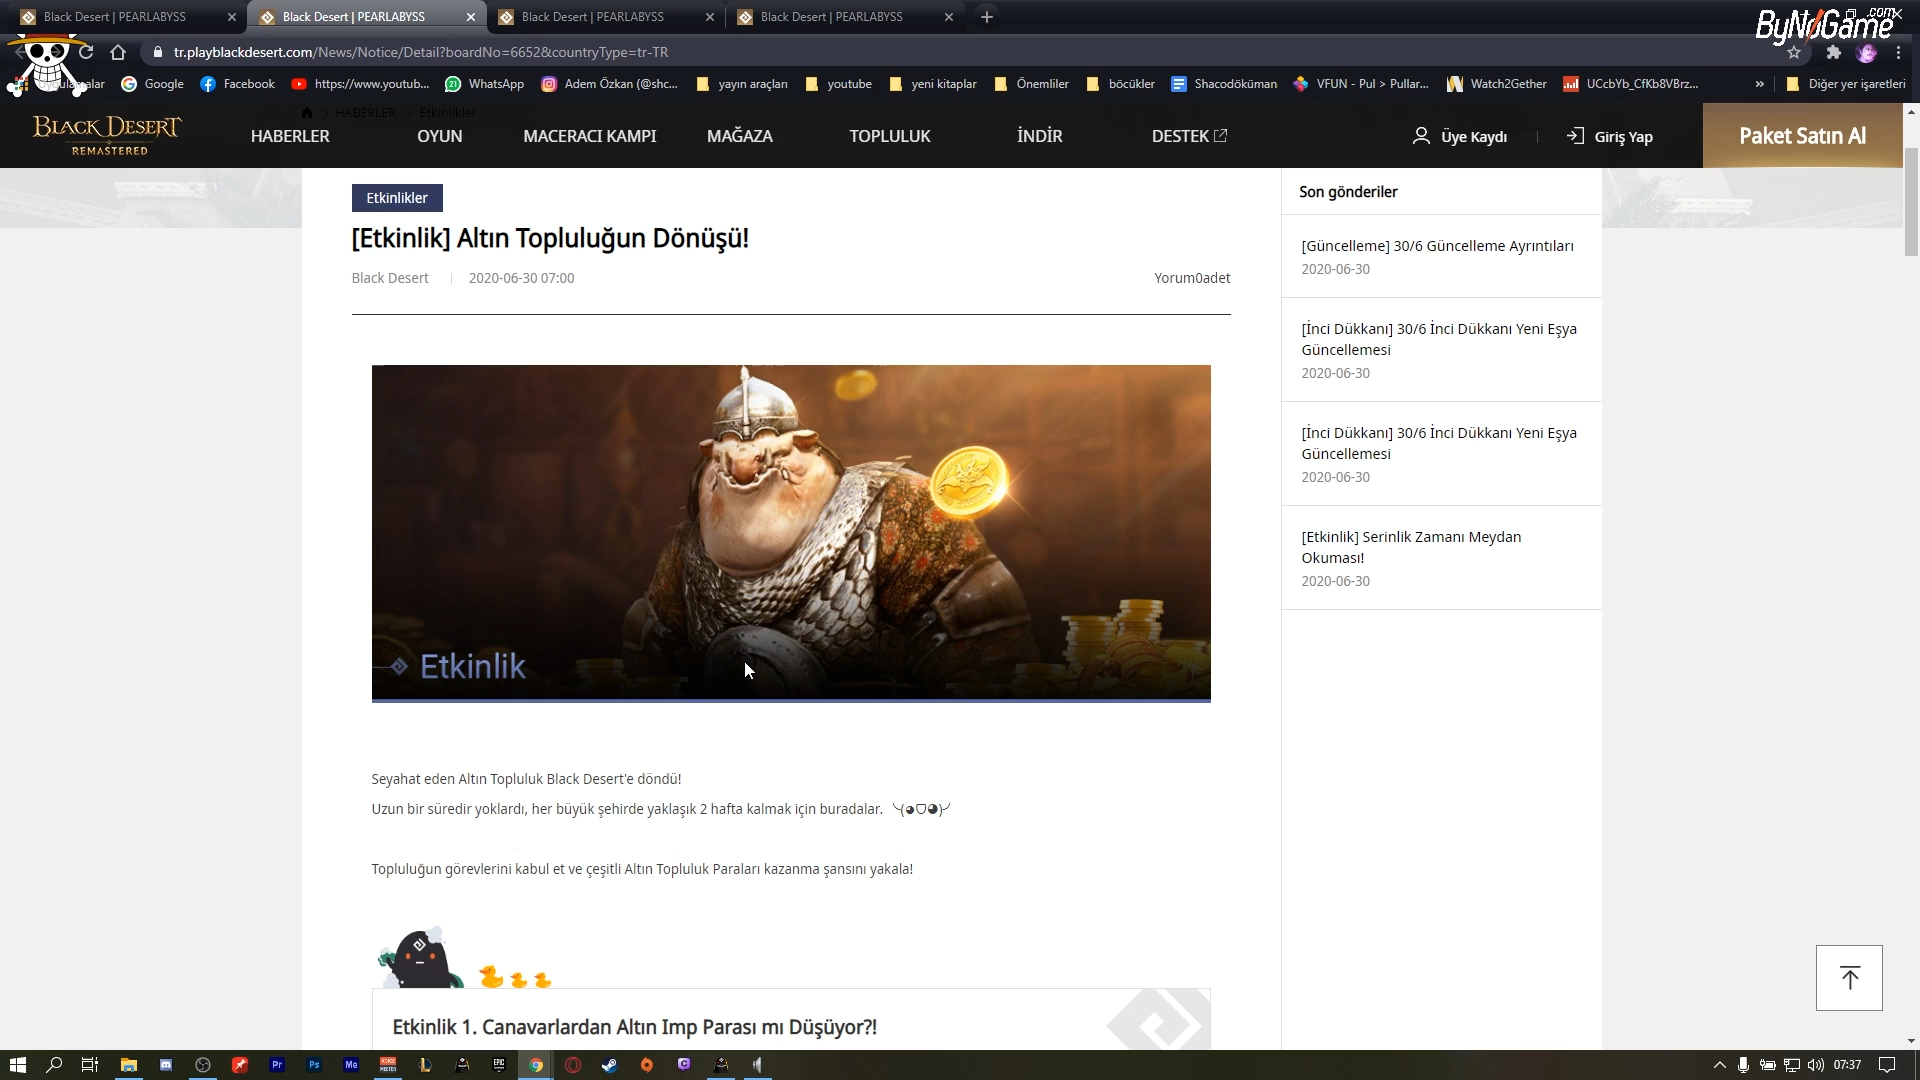 Black Desert | PEARLABYSS
Black Desert | PEARLABYSS
Black Desert | PEARLABYSS
Black Desert | PEARLABYSS
ByNoGame.com
tr.playblackdesert.com/News/Notice/Detail?boardNo=6652&countryType=tr-TR
Google
Facebook
https://www.youtub...
WhatsApp
Adem Özkan (@shc...
yayın araçları
youtube
yeni kitaplar
Önemliler
böcükler
Shacodöküman
VFUN - Pul > Pullar...
Watch2Gether
UCcbYb_CfKb8VBrz...
»
Diğer yer işaretleri
HABERLER > Etkinlikler
BLACK DESERT
REMASTERED
HABERLER
OYUN
MACERACI KAMPI
MAĞAZA
TOPLULUK
İNDİR
DESTEK
Üye Kaydı
Giriş Yap
Paket Satın Al
Etkinlikler
[Etkinlik] Altın Topluluğun Dönüşü!
Black Desert | 2020-06-30 07:00
Yorum0adet
Etkinlik
Seyahat eden Altın Topluluk Black Desert'e döndü!
Uzun bir süredir yoklardı, her büyük şehirde yaklaşık 2 hafta kalmak için buradalar. ╰(◕ᗜ◕)╯
Topluluğun görevlerini kabul et ve çeşitli Altın Topluluk Paraları kazanma şansını yakala!
Etkinlik 1. Canavarlardan Altın Imp Parası mı Düşüyor?!
Son gönderiler
[Güncelleme] 30/6 Güncelleme Ayrıntıları
2020-06-30
[İnci Dükkanı] 30/6 İnci Dükkanı Yeni Eşya
Güncellemesi
2020-06-30
[İnci Dükkanı] 30/6 İnci Dükkanı Yeni Eşya
Güncellemesi
2020-06-30
[Etkinlik] Serinlik Zamanı Meydan
Okuması!
2020-06-30
Pr
Ps
Me
07:37